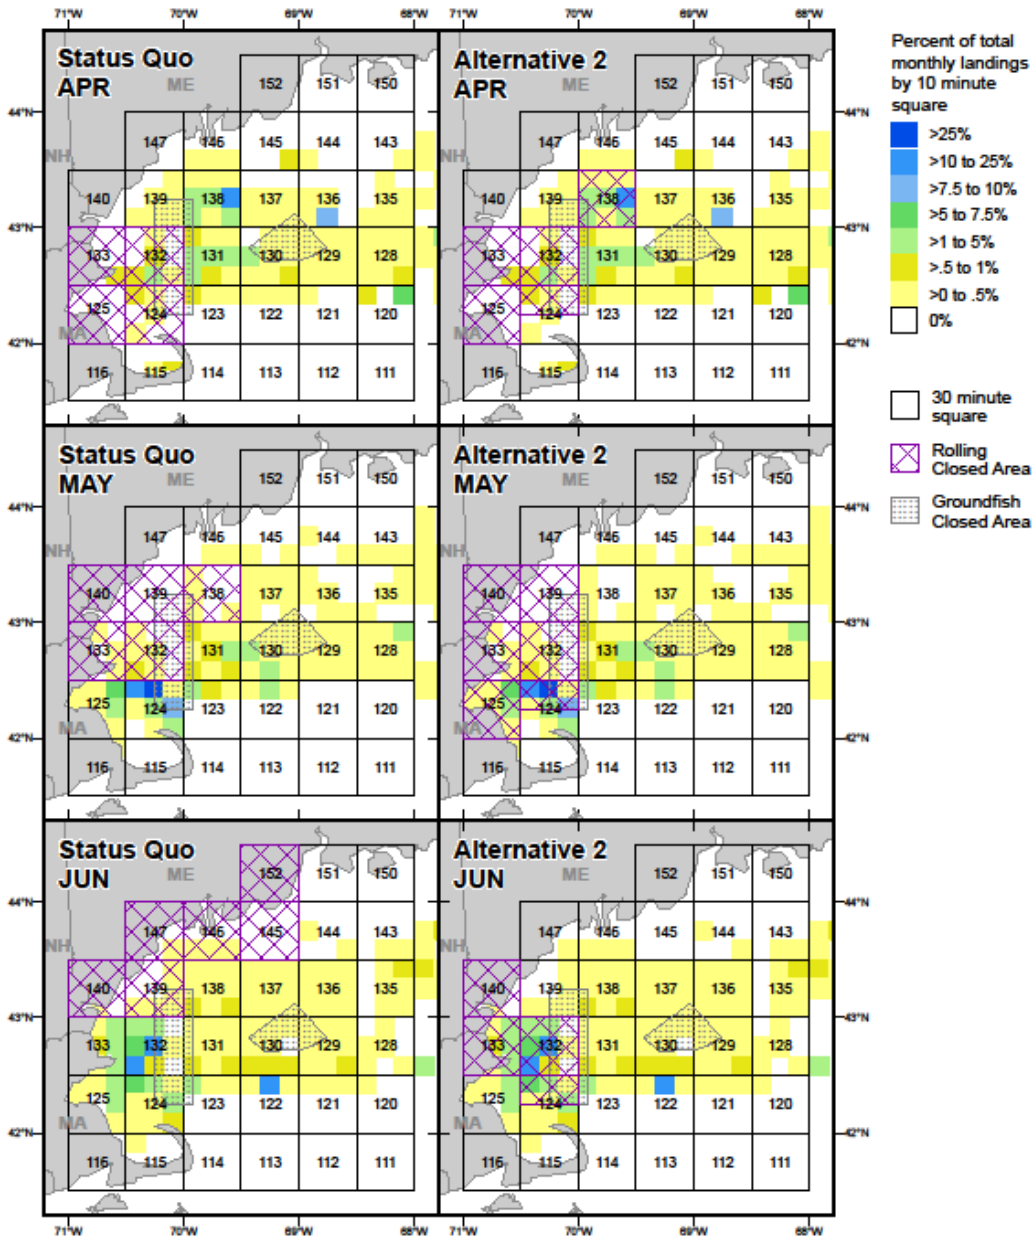 71°W 70°W 69°W 68°W 71°W 70°W 69°W 68°W
Status Quo
APR
ME
152 151 150
44°N
147 146 145 144 143
NH
140 139 138 137 136 135
43°N
133 132 131 130 129 128
125 124 123 122 121 120
MA
42°N
116 115 114 113 112 111
Alternative 2
APR
ME
152 151 150
44°N
147 146 145 144 143
NH
140 139 138 137 136 135
43°N
133 132 131 130 129 128
125 124 123 122 121 120
MA
42°N
116 115 114 113 112 111
Percent of total
monthly landings
by 10 minute
square
>25%
>10 to 25%
>7.5 to 10%
>5 to 7.5%
>1 to 5%
>.5 to 1%
>0 to .5%
0%
30 minute
square
Rolling
Closed Area
Groundfish
Closed Area
Status Quo
MAY
ME
152 151 150
44°N
147 146 145 144 143
NH
140 139 138 137 136 135
43°N
133 132 131 130 129 128
125 124 123 122 121 120
MA
42°N
116 115 114 113 112 111
Alternative 2
MAY
ME
152 151 150
44°N
147 146 145 144 143
NH
140 139 138 137 136 135
43°N
133 132 131 130 129 128
125 124 123 122 121 120
MA
42°N
116 115 114 113 112 111
Status Quo
JUN
ME
152 151 150
44°N
147 146 145 144 143
NH
140 139 138 137 136 135
43°N
133 132 131 130 129 128
125 124 123 122 121 120
MA
42°N
116 115 114 113 112 111
Alternative 2
JUN
ME
152 151 150
44°N
147 146 145 144 143
NH
140 139 138 137 136 135
43°N
133 132 131 130 129 128
125 124 123 122 121 120
MA
42°N
116 115 114 113 112 111
71°W 70°W 69°W 68°W 71°W 70°W 69°W 68°W